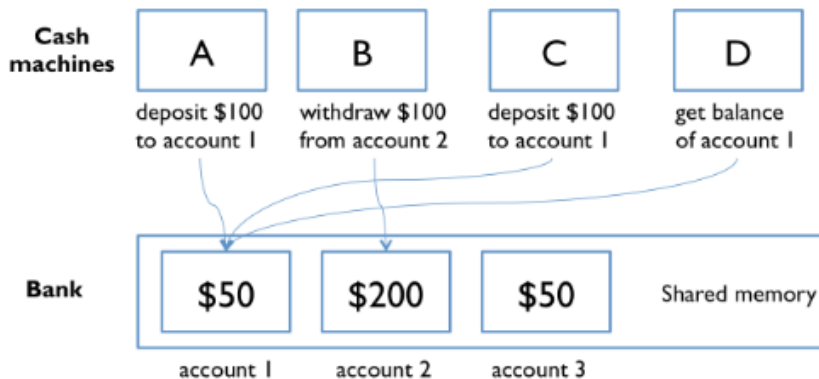 Cash
machines
A
B
C
D
deposit $100
to account 1
withdraw $100
from account 2
deposit $100
to account 1
get balance
of account 1
Bank
$50
$200
$50
Shared memory
account 1
account 2
account 3